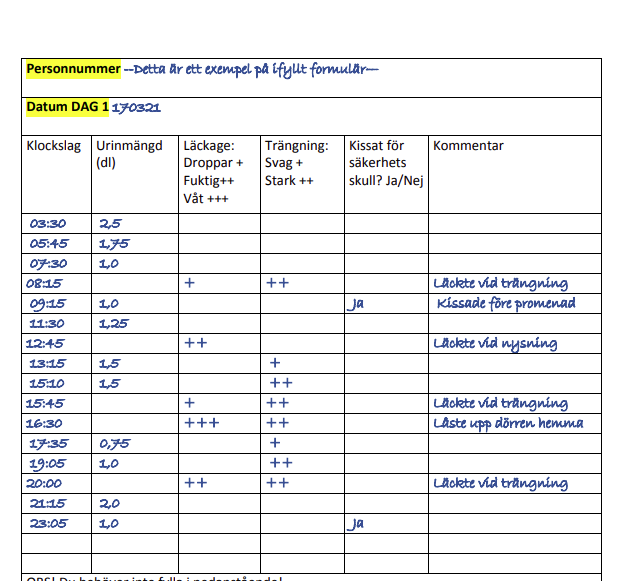 Personnummer --Detta är ett exempel på ifyllt formulär--
Datum DAG 1 170321
Klockslag Urinmängd (dl) Läckage: Droppar + Fuktig++ Våt +++ Trängning: Svag + Stark ++ Kissat för säkerhets skull? Ja/Nej Kommentar
03:30 2,5
05:45 1,75
07:30 1,0
08:15 + ++ Läckte vid trängning
09:15 1,0 Ja Kissade före promenad
11:30 1,25
12:45 ++ Läckte vid nysning
13:15 1,5 +
15:10 1,5 ++
15:45 + ++ Läckte vid trängning
16:30 +++ ++ Låste upp dörren hemma
17:35 0,75 +
19:05 1,0 ++
20:00 ++ ++ Läckte vid trängning
21:15 2,0
23:05 1,0 Ja
OBS! Du behöver inte fylla i nedanstående!